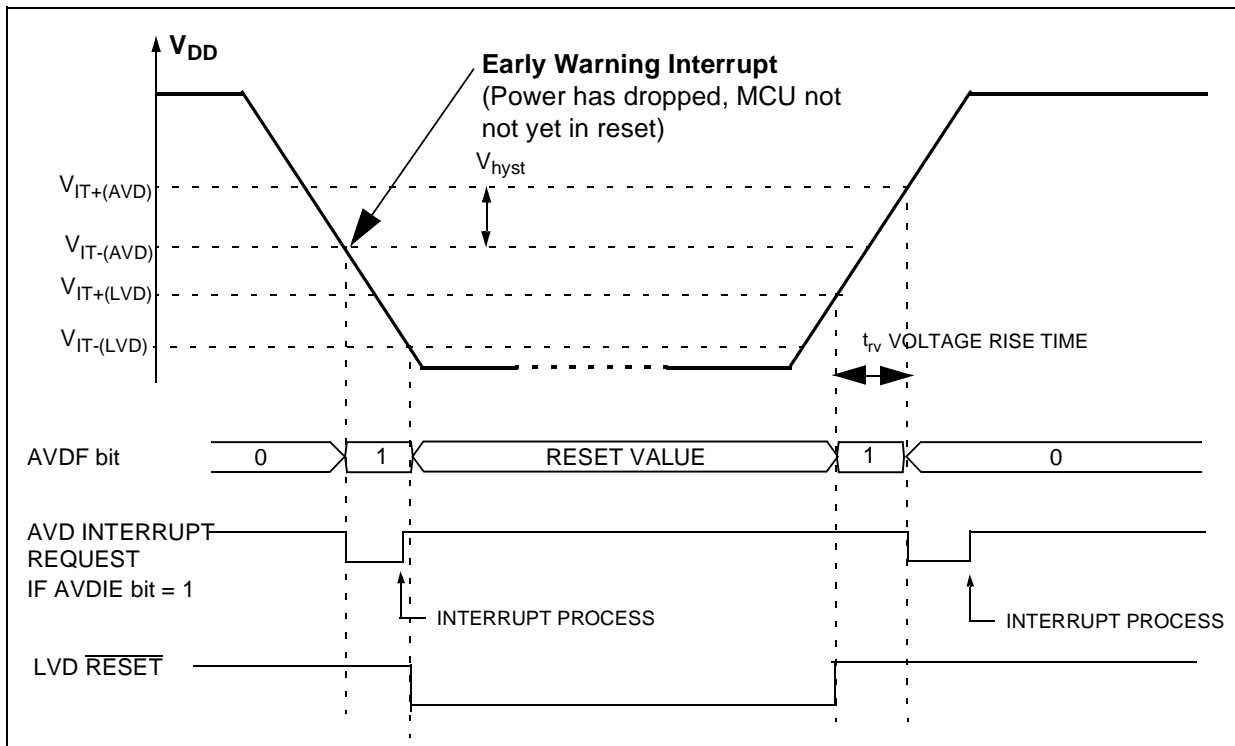 VDD
Early Warning Interrupt
(Power has dropped, MCU not
not yet in reset)
Vhyst
VIT+(AVD)
VIT-(AVD)
VIT+(LVD)
VIT-(LVD)
trv VOLTAGE RISE TIME
AVDF bit
0
1
RESET VALUE
1
0
AVD INTERRUPT
REQUEST
IF AVDIE bit = 1
INTERRUPT PROCESS
INTERRUPT PROCESS
LVD RESET